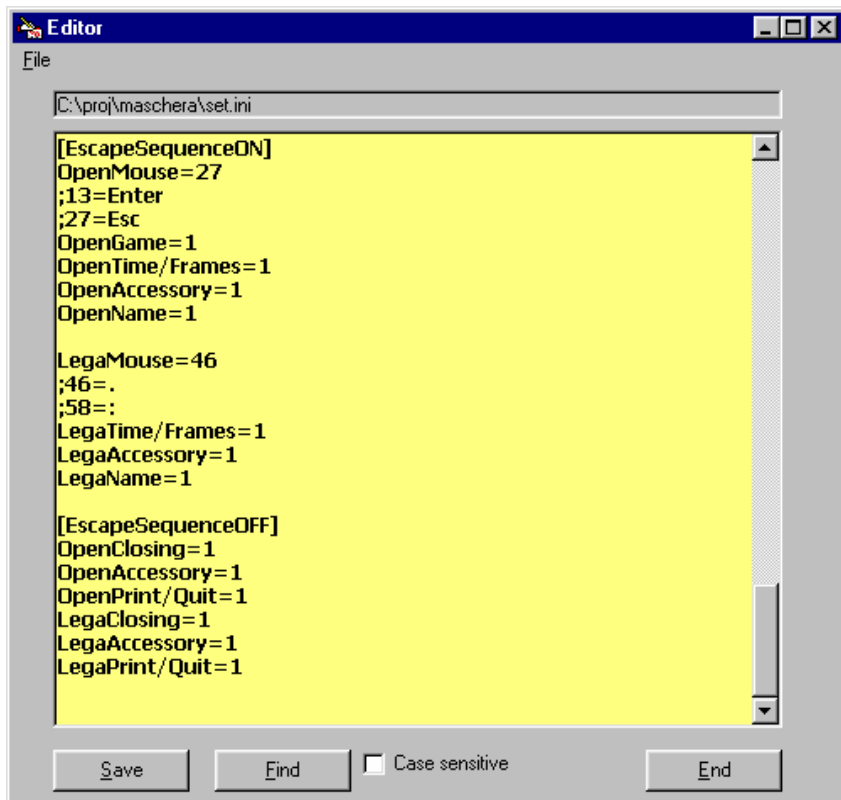 Editor
File
C:\proj\maschera\set.ini
[EscapeSequenceON]
OpenMouse=27
;13=Enter
;27=Esc
OpenGame=1
OpenTime/Frames=1
OpenAccessory=1
OpenName=1
LegaMouse=46
;46=.
;58=:
LegaTime/Frames=1
LegaAccessory=1
LegaName=1
[EscapeSequenceOFF]
OpenClosing=1
OpenAccessory=1
OpenPrint/Quit=1
LegaClosing=1
LegaAccessory=1
LegaPrint/Quit=1
Save Find Case sensitive End